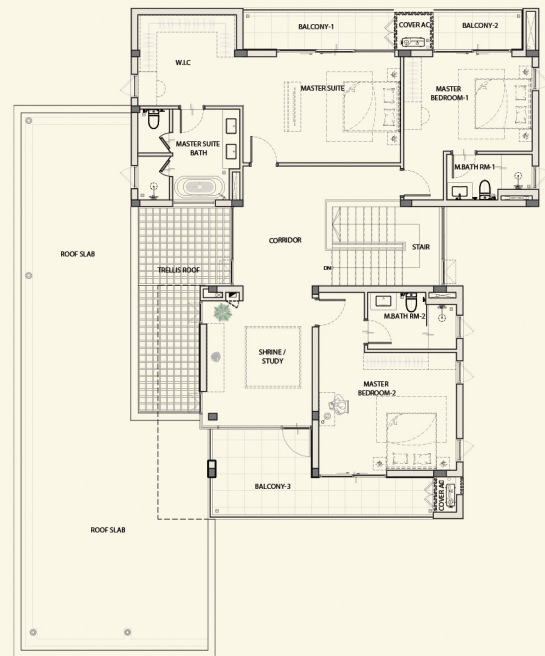 BALCONY-1
COVER AC
BALCONY-2
W.I.C
MASTER SUITE
MASTER
BEDROOM-1
MASTER SUITE
BATH
M.BATH RM-1
ROOF SLAB
CORRIDOR
STAIR
TRELLIS ROOF
DN
M.BATH RM-2
SHRINE /
STUDY
MASTER
BEDROOM-2
BALCONY-3
COVER AC
ROOF SLAB